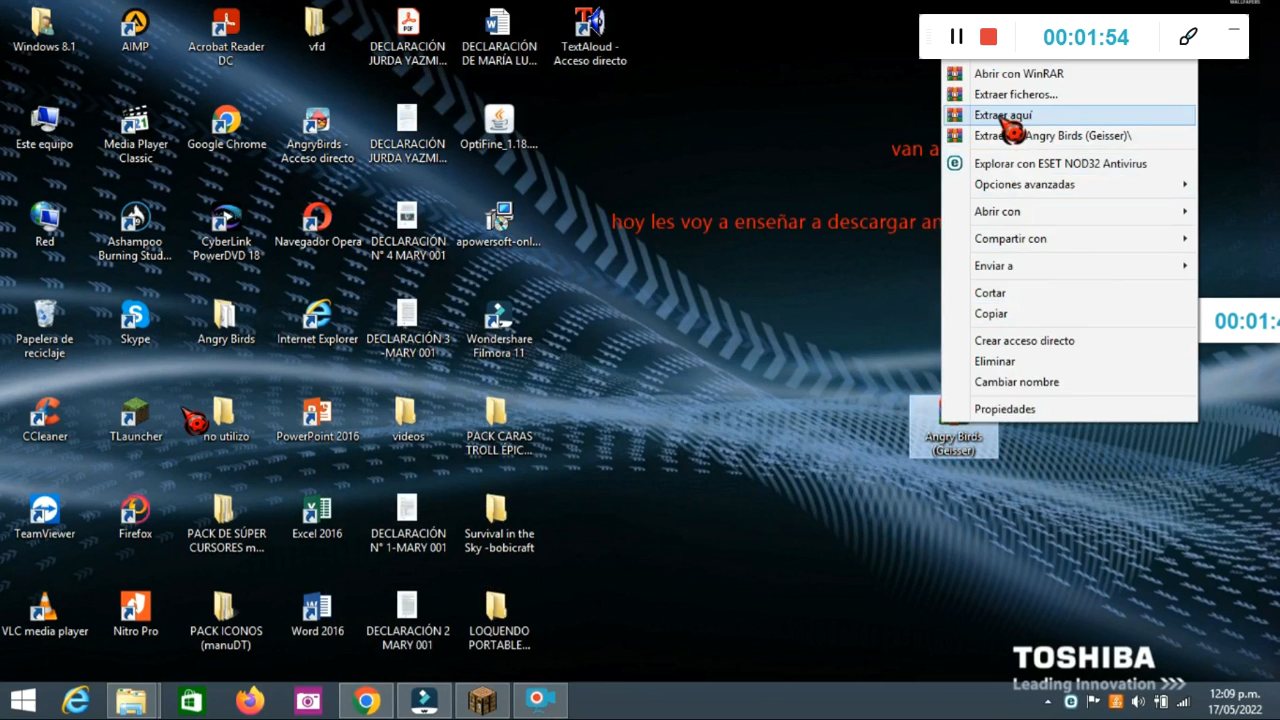 WALLPAPERS
Windows 8.1
AIMP
Acrobat Reader
DC
vfd
DECLARACIÓN
JURDA YAZMI...
DECLARACIÓN
DE MARÍA LU...
TextAloud -
Acceso directo
00:01:54
Este equipo
Media Player
Classic
Google Chrome
AngryBirds -
Acceso directo
DECLARACIÓN
JURDA YAZMI...
OptiFine_1.18....
Red
Ashampoo
Burning Stud...
CyberLink
PowerDVD 18
Navegador Opera
DECLARACIÓN
N° 4 MARY 001
apowersoft-onl...
Papelera de
reciclaje
Skype
Angry Birds
Internet Explorer
DECLARACIÓN 3
-MARY 001
Wondershare
Filmora 11
CCleaner
TLauncher
no utilizo
PowerPoint 2016
videos
PACK CARAS
TROLL EPIC...
TeamViewer
Firefox
PACK DE SÚPER
CURSORES m...
Excel 2016
DECLARACIÓN
N° 1-MARY 001
Survival in the
Sky -bobicraft
VLC media player
Nitro Pro
PACK ICONOS
(manuDT)
Word 2016
DECLARACIÓN 2
MARY 001
LOQUENDO
PORTABLE...
van a
hoy les voy a enseñar a descargar an
Abrir con WinRAR
Extraer ficheros...
Extraer aquí
Extrae Angry Birds (Geisser)\
Explorar con ESET NOD32 Antivirus
Opciones avanzadas
Abrir con
Compartir con
Enviar a
Cortar
Copiar
Crear acceso directo
Eliminar
Cambiar nombre
Propiedades
00:01:4
Angry Birds
(Geisser)
TOSHIBA
Leading Innovation >>>
12:09 p.m.
17/05/2022